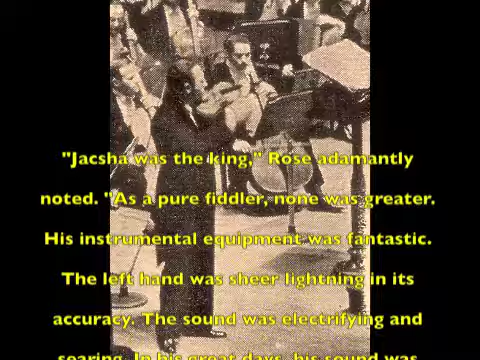 "Jacsha was the king," Rose adamantly
noted. "As a pure fiddler, none was greater.
His instrumental equipment was fantastic.
The left hand was sheer lightning in its
accuracy. The sound was electrifying and
searing. In his great days, his sound was